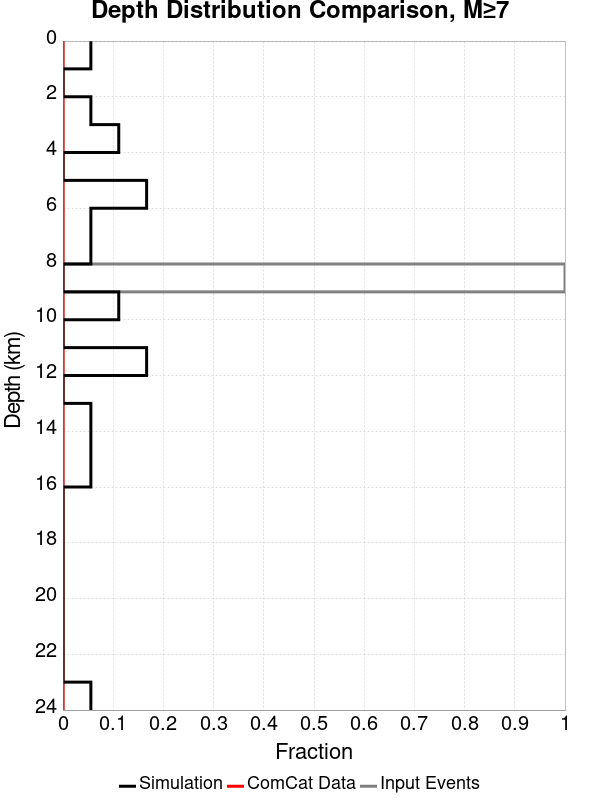 Depth Distribution Comparison, M≥7
0
2
4
6
8
10
12
14
16
18
20
22
24
Depth (km)
0 0.1 0.2 0.3 0.4 0.5 0.6 0.7 0.8 0.9 1
Fraction
Simulation ComCat Data Input Events